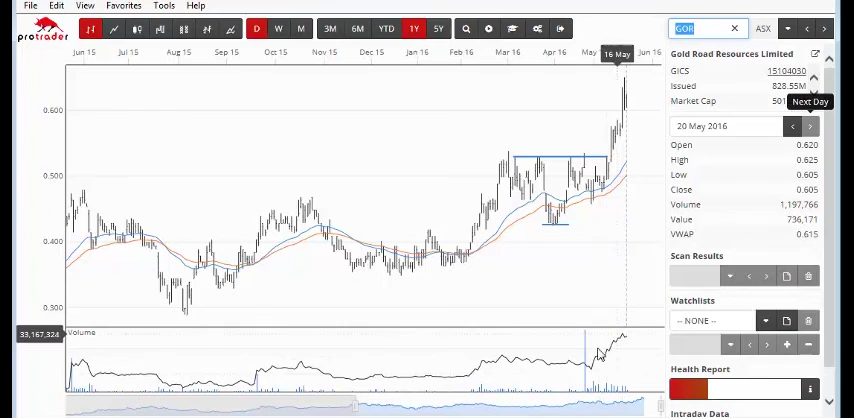 File Edit View Favorites Tools Help
protrader
D W M 3M 6M YTD 1Y 5Y
GOR × ASX
Jun 15 Jul 15 Aug 15 Sep 15 Oct 15 Nov 15 Dec 15 Jan 16 Feb 16 Mar 16 Apr 16 May Jun 16
16 May
0.600
0.500
0.400
0.300
33,167,324
Volume
Gold Road Resources Limited
GICS 15104030
Issued 828.55M
Market Cap 501
Next Day
20 May 2016
Open 0.620
High 0.625
Low 0.605
Close 0.605
Volume 1,197,766
Value 736,171
VWAP 0.615
Scan Results
Watchlists
-- NONE --
Health Report
Intraday Data